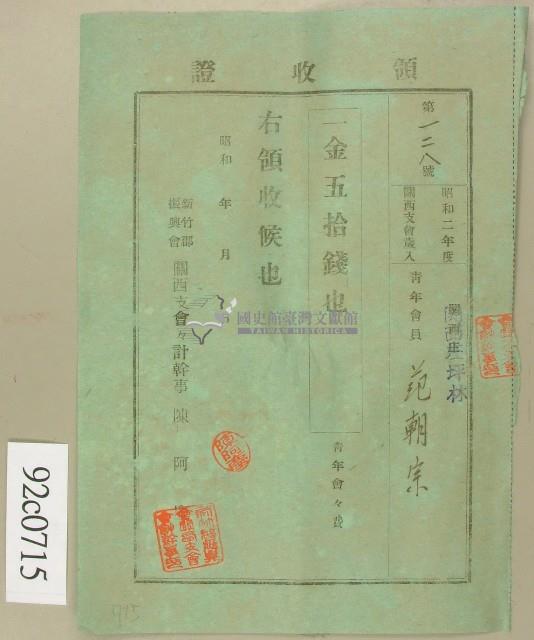 領收證
第一二八號
昭和二年度
關西支會歲入
青年會員
關西庄坪林
范朝宗
一金五拾錢也
青年會々費
右領收候也
昭和 年 月
新竹郡
振興會
關西支會會計幹事 陳 阿
國史館臺灣文獻館
TAIWAN HISTORICA
92c0715